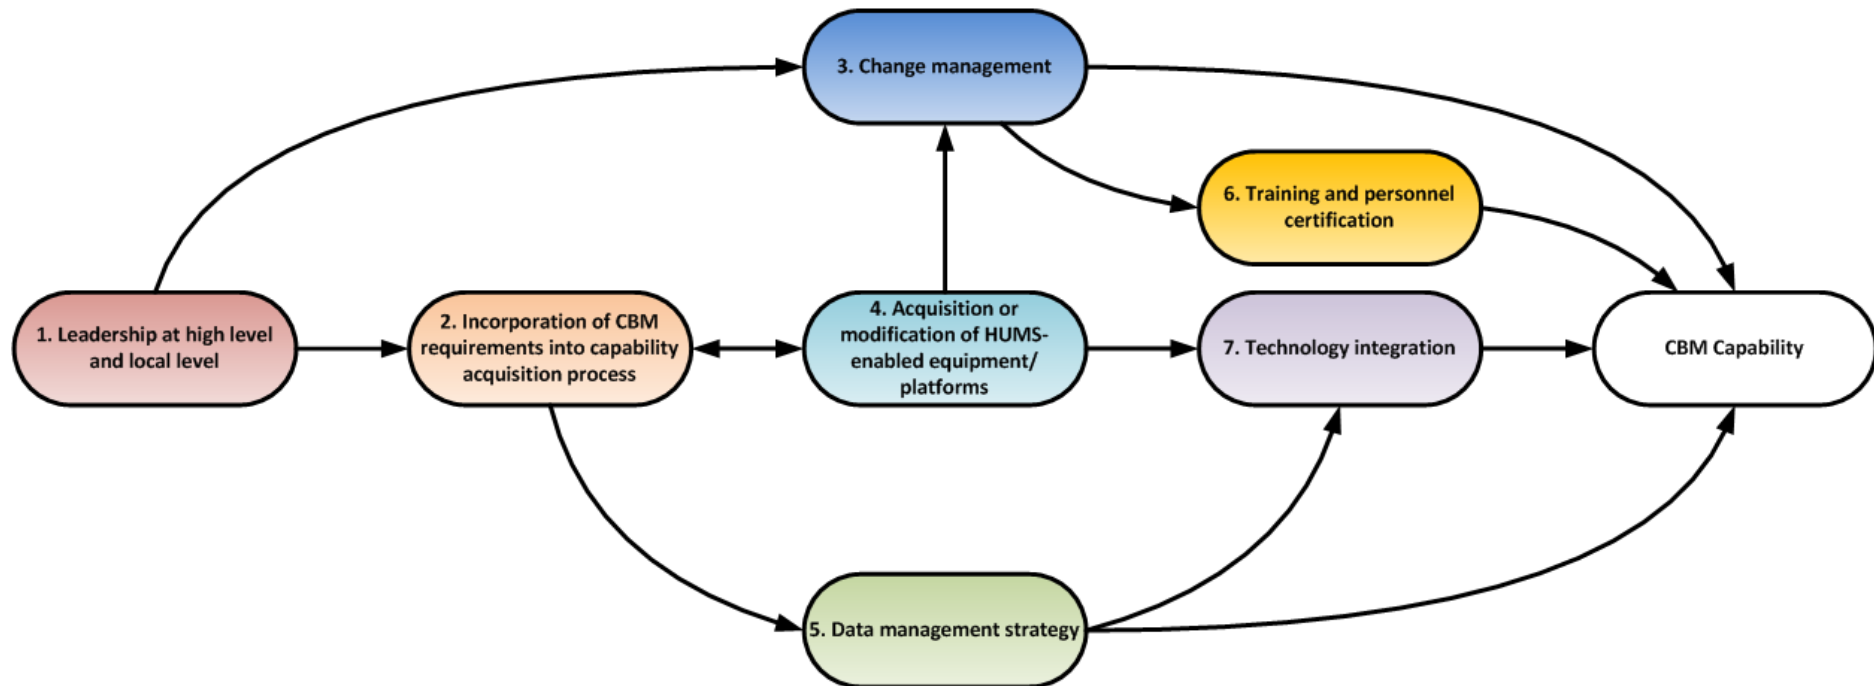 3. Change management
6. Training and personnel
certification
1. Leadership at high level
and local level
2. Incorporation of CBM
requirements into capability
acquisition process
4. Acquisition or
modification of HUMS-
enabled equipment/
platforms
7. Technology integration
CBM Capability
5. Data management strategy